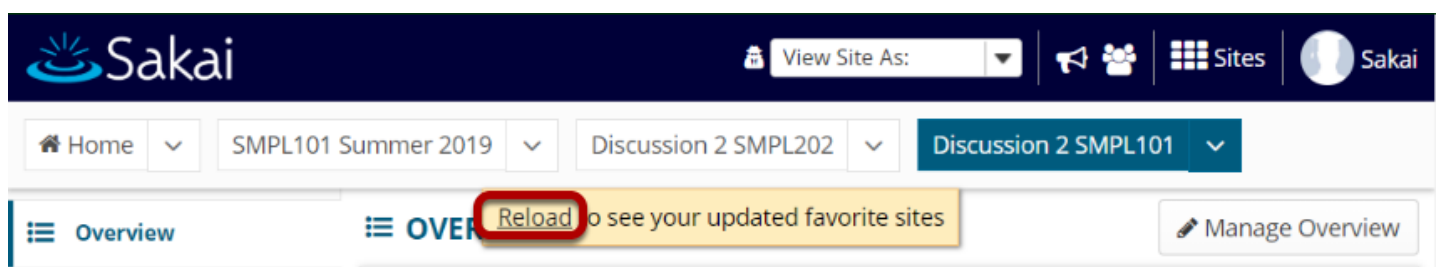 Sakai
View Site As:
Sites
Sakai
Home
SMPL101 Summer 2019
Discussion 2 SMPL202
Discussion 2 SMPL101
Overview
OVER
Reload to see your updated favorite sites
Manage Overview